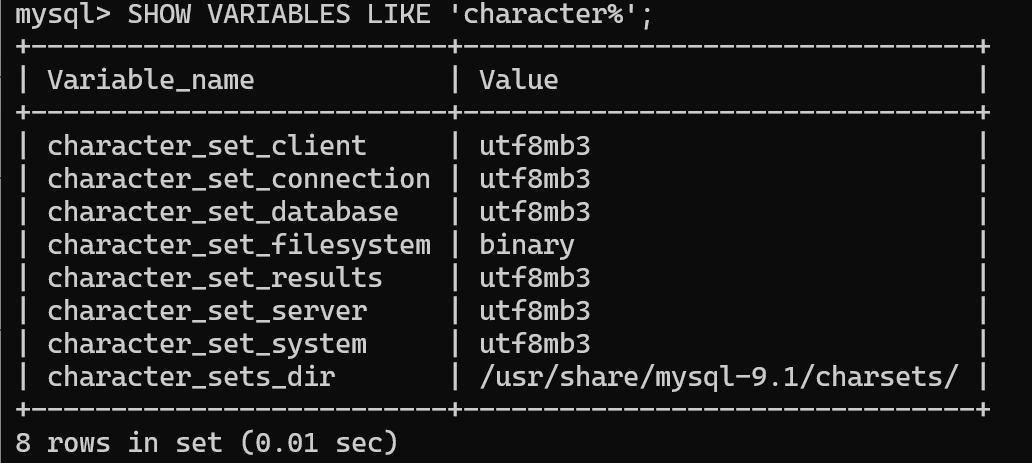 mysql> SHOW VARIABLES LIKE 'character%';
+--------------------------+--------------------------------+
| Variable_name            | Value                          |
+--------------------------+--------------------------------+
| character_set_client     | utf8mb3                        |
| character_set_connection | utf8mb3                        |
| character_set_database   | utf8mb3                        |
| character_set_filesystem | binary                         |
| character_set_results    | utf8mb3                        |
| character_set_server     | utf8mb3                        |
| character_set_system     | utf8mb3                        |
| character_sets_dir       | /usr/share/mysql-9.1/charsets/ |
+--------------------------+--------------------------------+
8 rows in set (0.01 sec)